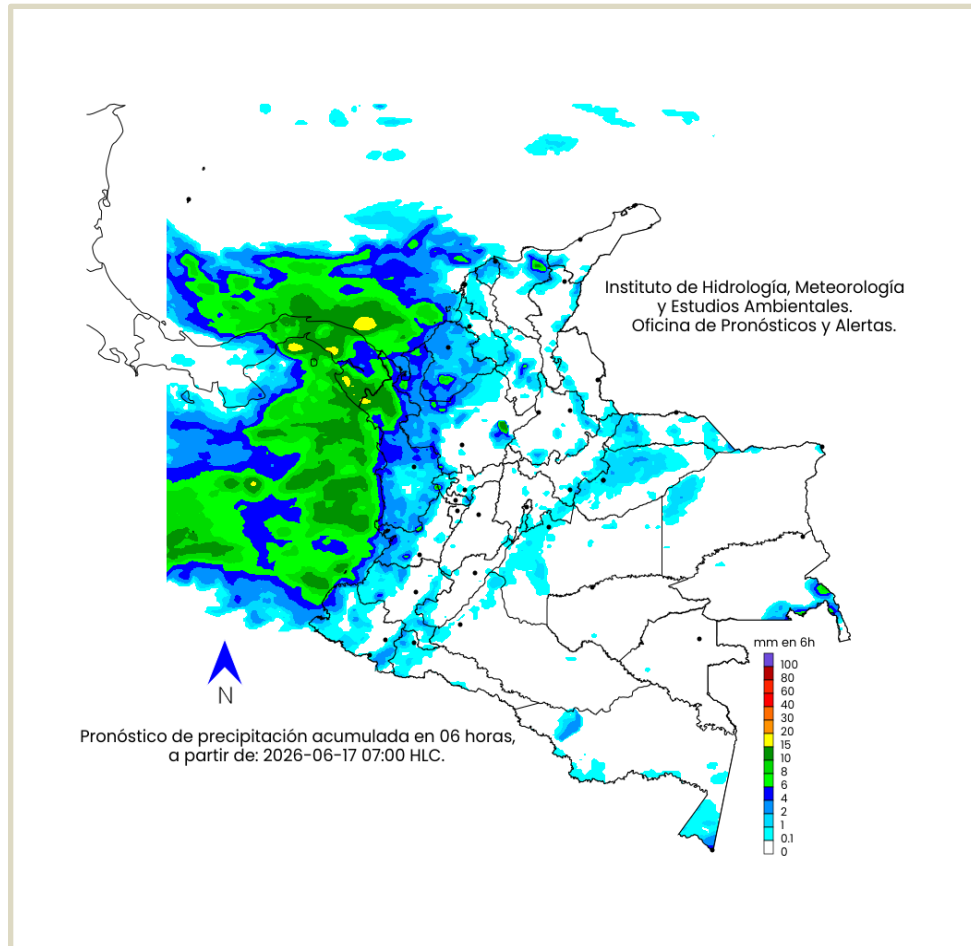 Instituto de Hidrología, Meteorología
y Estudios Ambientales.
Oficina de Pronósticos y Alertas.
mm en 6h
100
80
60
40
30
20
15
10
8
6
4
2
1
0.1
0
N
Pronóstico de precipitación acumulada en 06 horas,
a partir de: 2026-06-17 07:00 HLC.